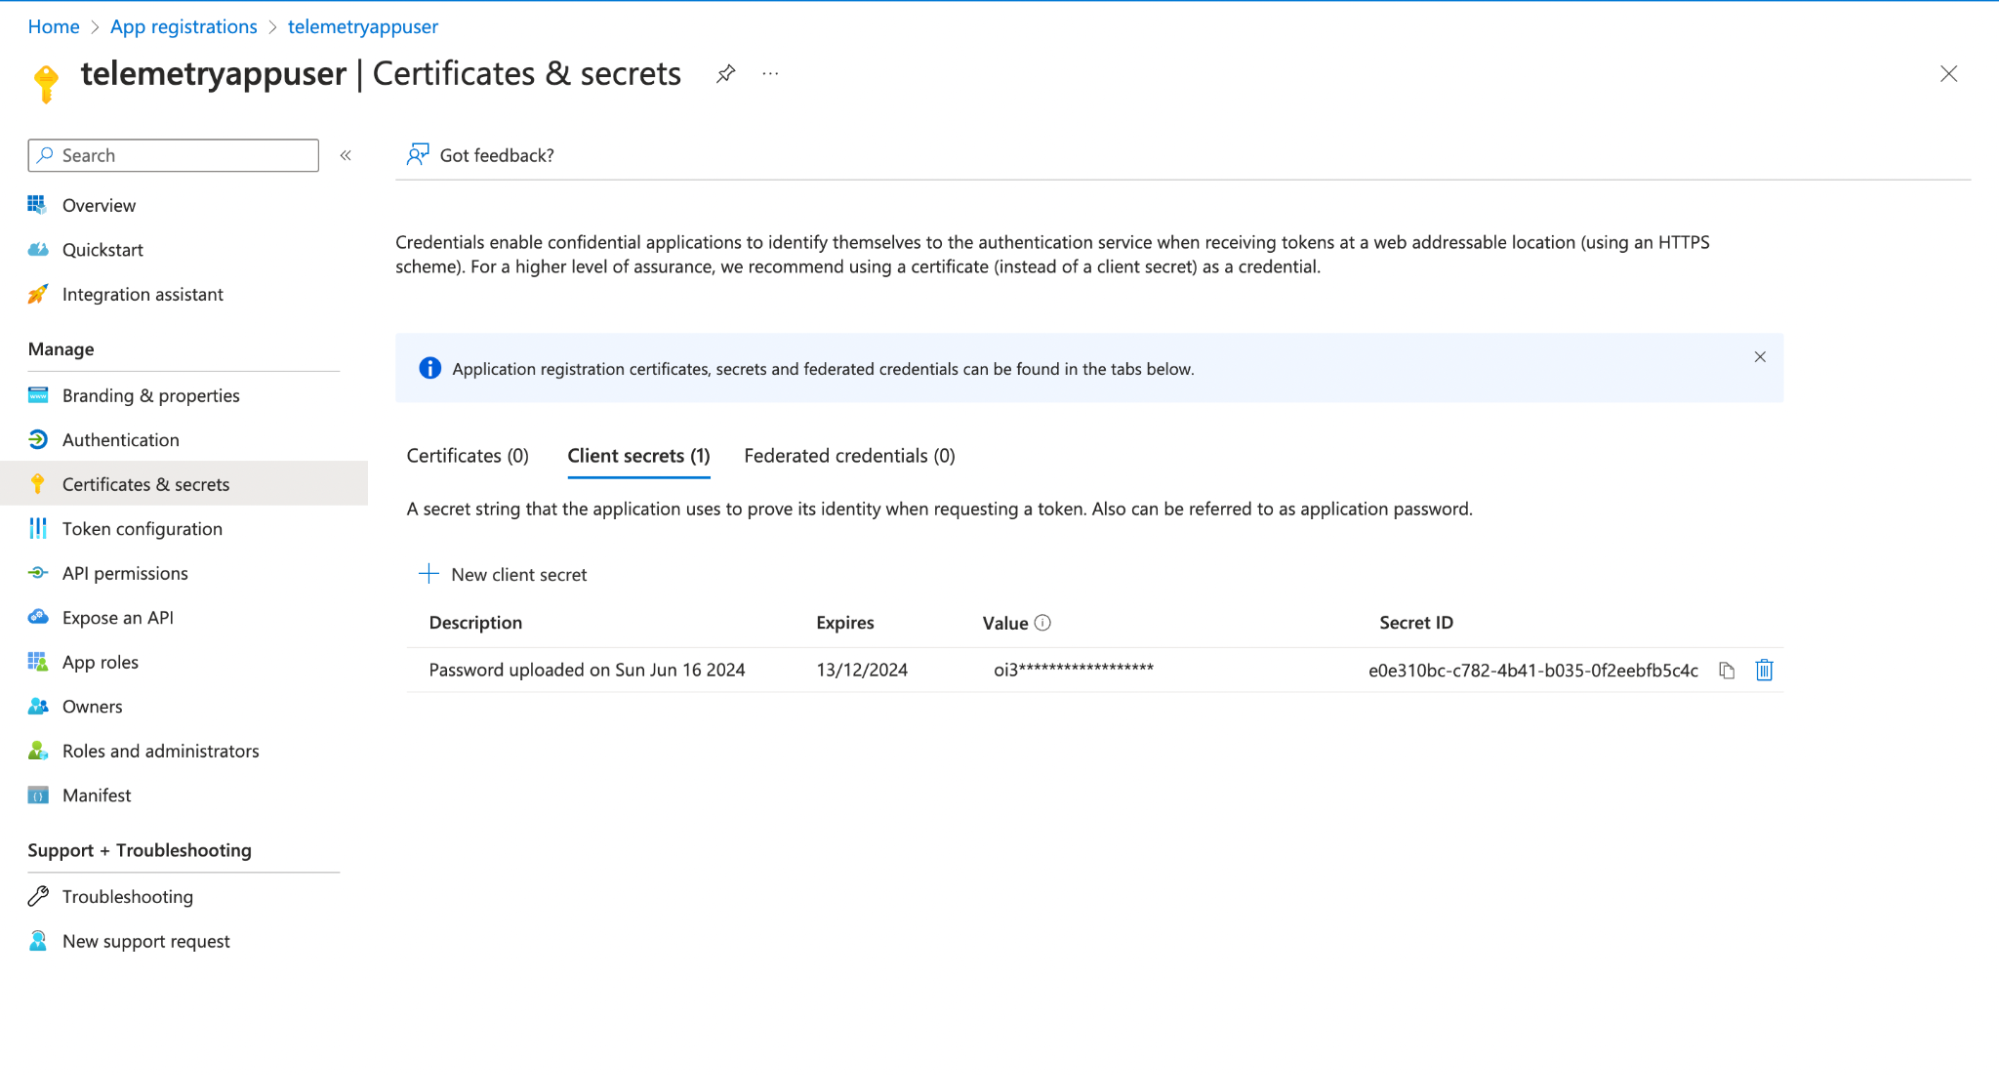 Home > App registrations > telemetryappuser
telemetryappuser | Certificates & secrets
...
Search
«
Got feedback?
Overview
Quickstart
Integration assistant
Manage
Branding & properties
Authentication
Certificates & secrets
Token configuration
API permissions
Expose an API
App roles
Owners
Roles and administrators
Manifest
Support + Troubleshooting
Troubleshooting
New support request
Credentials enable confidential applications to identify themselves to the authentication service when receiving tokens at a web addressable location (using an HTTPS
scheme). For a higher level of assurance, we recommend using a certificate (instead of a client secret) as a credential.
Application registration certificates, secrets and federated credentials can be found in the tabs below.
Certificates (0) Client secrets (1) Federated credentials (0)
A secret string that the application uses to prove its identity when requesting a token. Also can be referred to as application password.
New client secret
Description Expires Value Secret ID
Password uploaded on Sun Jun 16 2024 13/12/2024 oi3****************** e0e310bc-c782-4b41-b035-0f2eebfb5c4c